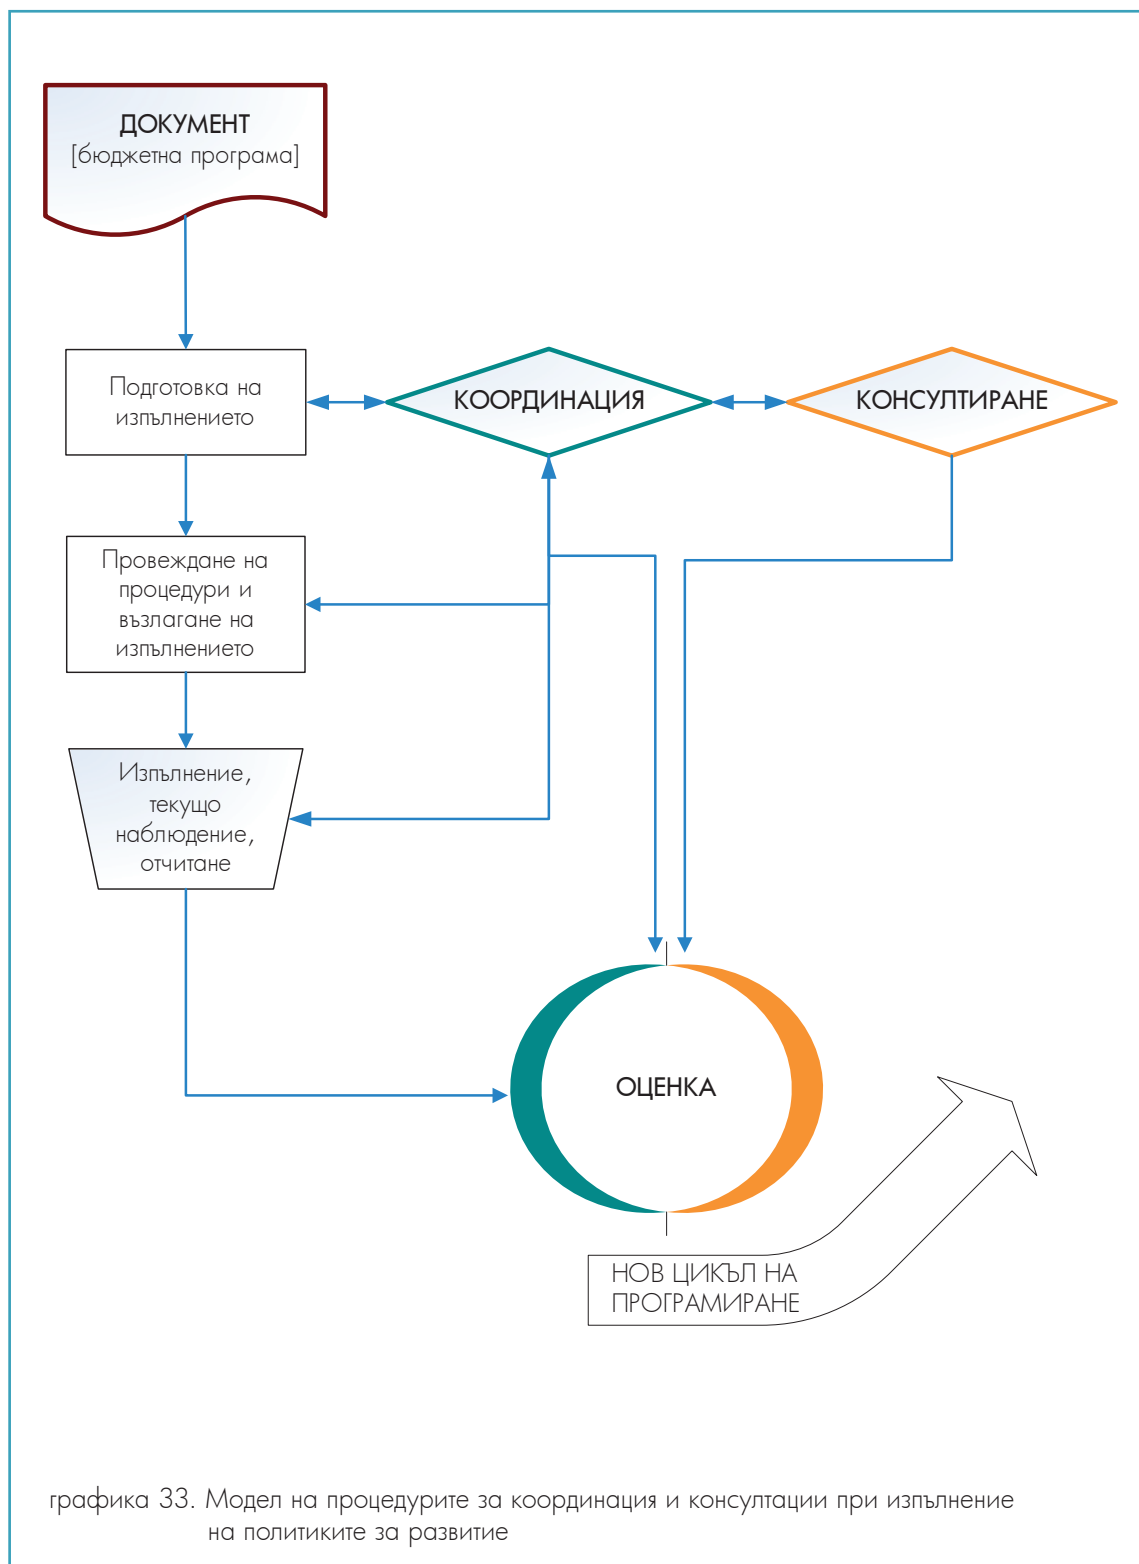 ДОКУМЕНТ
[бюджетна програма]
Подготовка на
изпълнението
КООРДИНАЦИЯ
КОНСУЛТИРАНЕ
Провеждане на
процедури и
възлагане на
изпълнението
Изпълнение,
текущо
наблюдение,
отчитане
ОЦЕНКА
НОВ ЦИКЪЛ НА
ПРОГРАМИРАНЕ
графика 33. Модел на процедурите за координация и консултации при изпълнение
на политиките за развитие